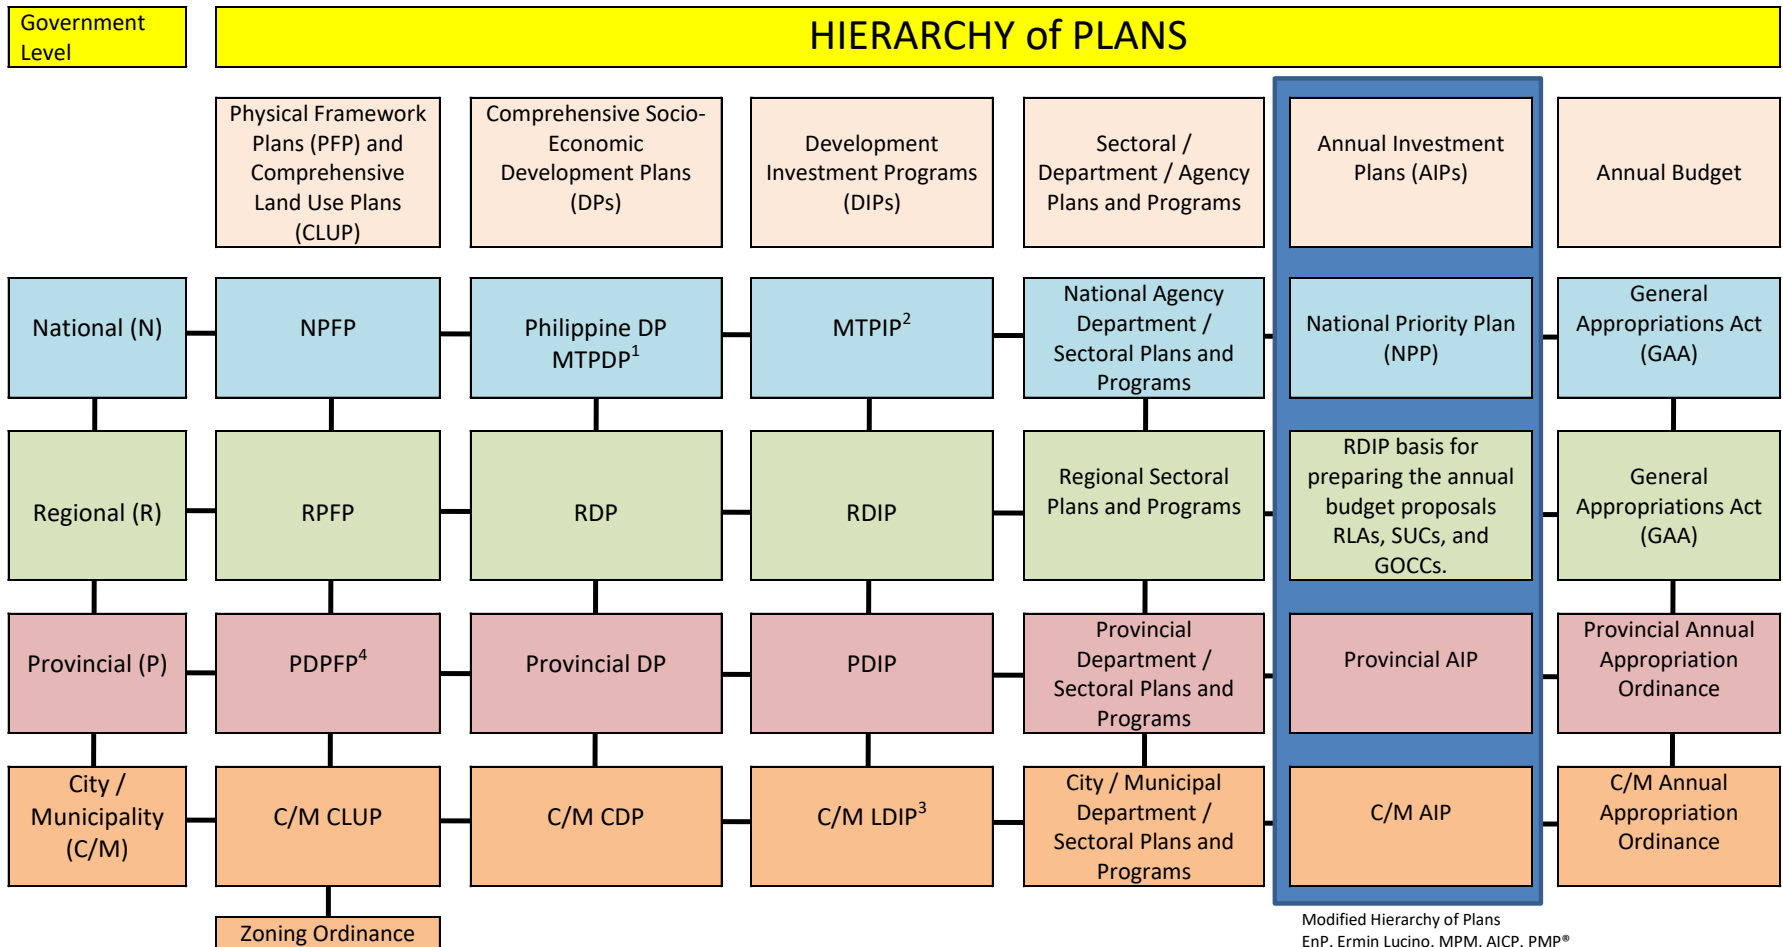 Government
Level
HIERARCHY of PLANS
Physical Framework
Plans (PFP) and
Comprehensive
Land Use Plans
(CLUP)
Comprehensive Socio-
Economic
Development Plans
(DPs)
Development
Investment Programs
(DIPs)
Sectoral /
Department / Agency
Plans and Programs
Annual Investment
Plans (AIPs)
Annual Budget
National (N)
NPFP
Philippine DP
MTPDP¹
MTPIP²
National Agency
Department /
Sectoral Plans and
Programs
National Priority Plan
(NPP)
General
Appropriations Act
(GAA)
Regional (R)
RPFP
RDP
RDIP
Regional Sectoral
Plans and Programs
RDIP basis for
preparing the annual
budget proposals
RLAs, SUCs, and
GOCCs.
General
Appropriations Act
(GAA)
Provincial (P)
PDPFP⁴
Provincial DP
PDIP
Provincial
Department /
Sectoral Plans and
Programs
Provincial AIP
Provincial Annual
Appropriation
Ordinance
City /
Municipality
(C/M)
C/M CLUP
C/M CDP
C/M LDIP³
City / Municipal
Department /
Sectoral Plans and
Programs
C/M AIP
C/M Annual
Appropriation
Ordinance
Zoning Ordinance
Modified Hierarchy of Plans
EnP. Ermin Lucino. MPM. AICP. PMP®